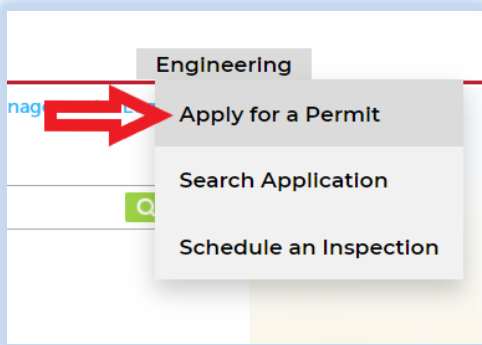 Engineering
Apply for a Permit
Search Application
Schedule an Inspection